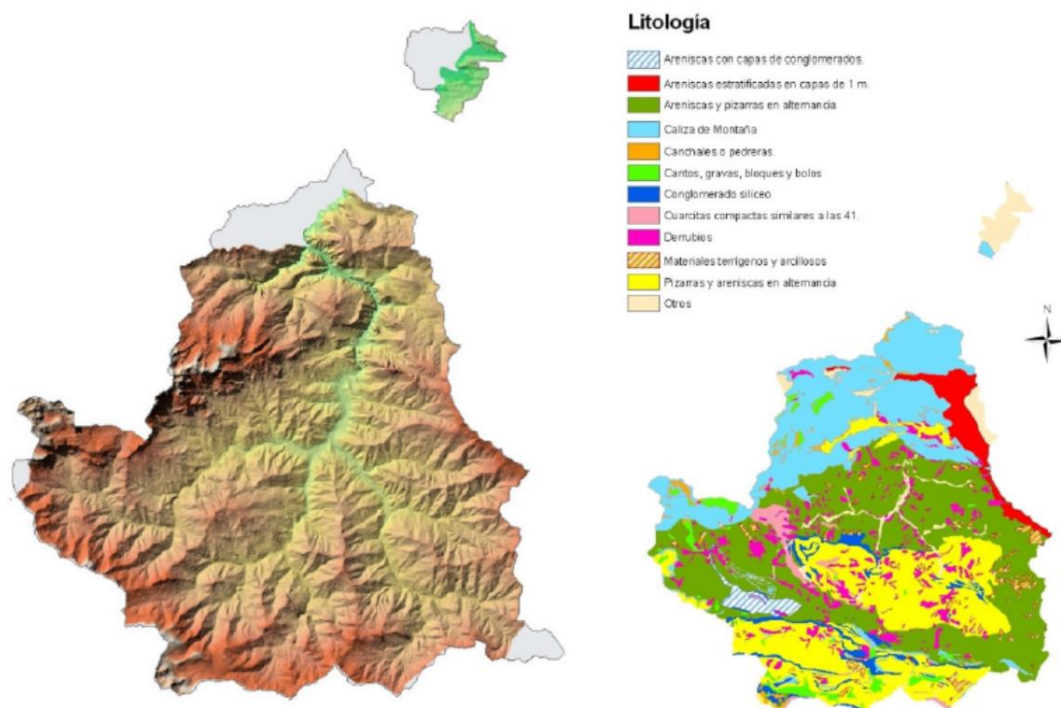 Litología
Areniscas con capas de conglomerados.
Areniscas estratificadas en capas de 1 m.
Areniscas y pizarras en alternancia
Caliza de Montaña
Canchales o pedreras.
Cantos, gravas, bloques y bolos
Conglomerado silíceo
Cuarcitas compactas similares a las 41.
Derrubios
Materiales terrígenos y arcillosos
Pizarras y areniscas en alternancia
Otros
N